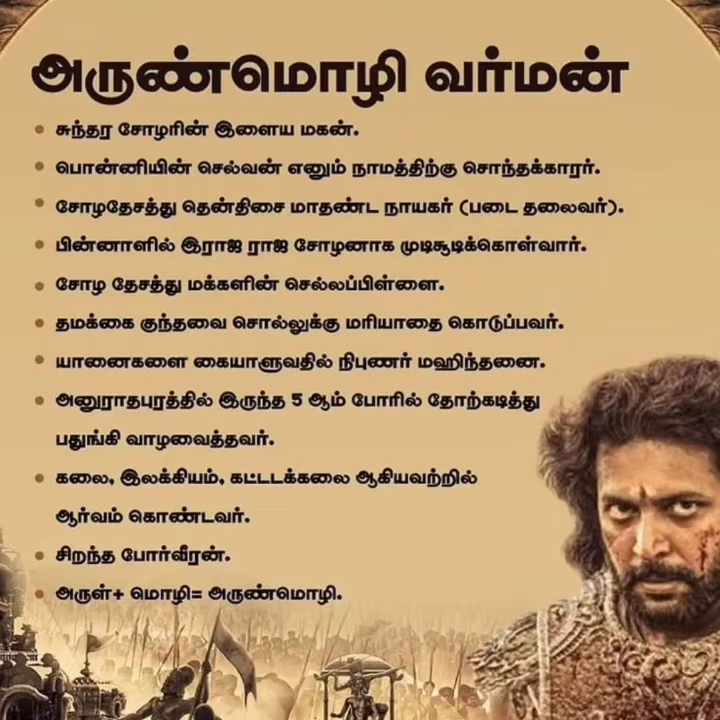 அருண்மொழி வர்மன்
சுந்தர சோழரின் இளைய மகன்.
பொன்னியின் செல்வன் எனும் நாமத்திற்கு சொந்தக்காரர்.
சோழதேசத்து தென்திசை மாதண்ட நாயகர் (படை தலைவர்).
பின்னாளில் இராஜ ராஜ சோழனாக முடிசூடிக்கொள்வார்.
சோழ தேசத்து மக்களின் செல்லப்பிள்ளை.
தமக்கை குந்தவை சொல்லுக்கு மரியாதை கொடுப்பவர்.
யானைகளை கையாளுவதில் நிபுணர் மஹிந்தனை.
அனுராதபுரத்தில் இருந்த 5 ஆம் போரில் தோற்கடித்து
பதுங்கி வாழவைத்தவர்.
கலை, இலக்கியம், கட்டடக்கலை ஆகியவற்றில்
ஆர்வம் கொண்டவர்.
சிறந்த போர்வீரன்.
அருள்+ மொழி= அருண்மொழி.